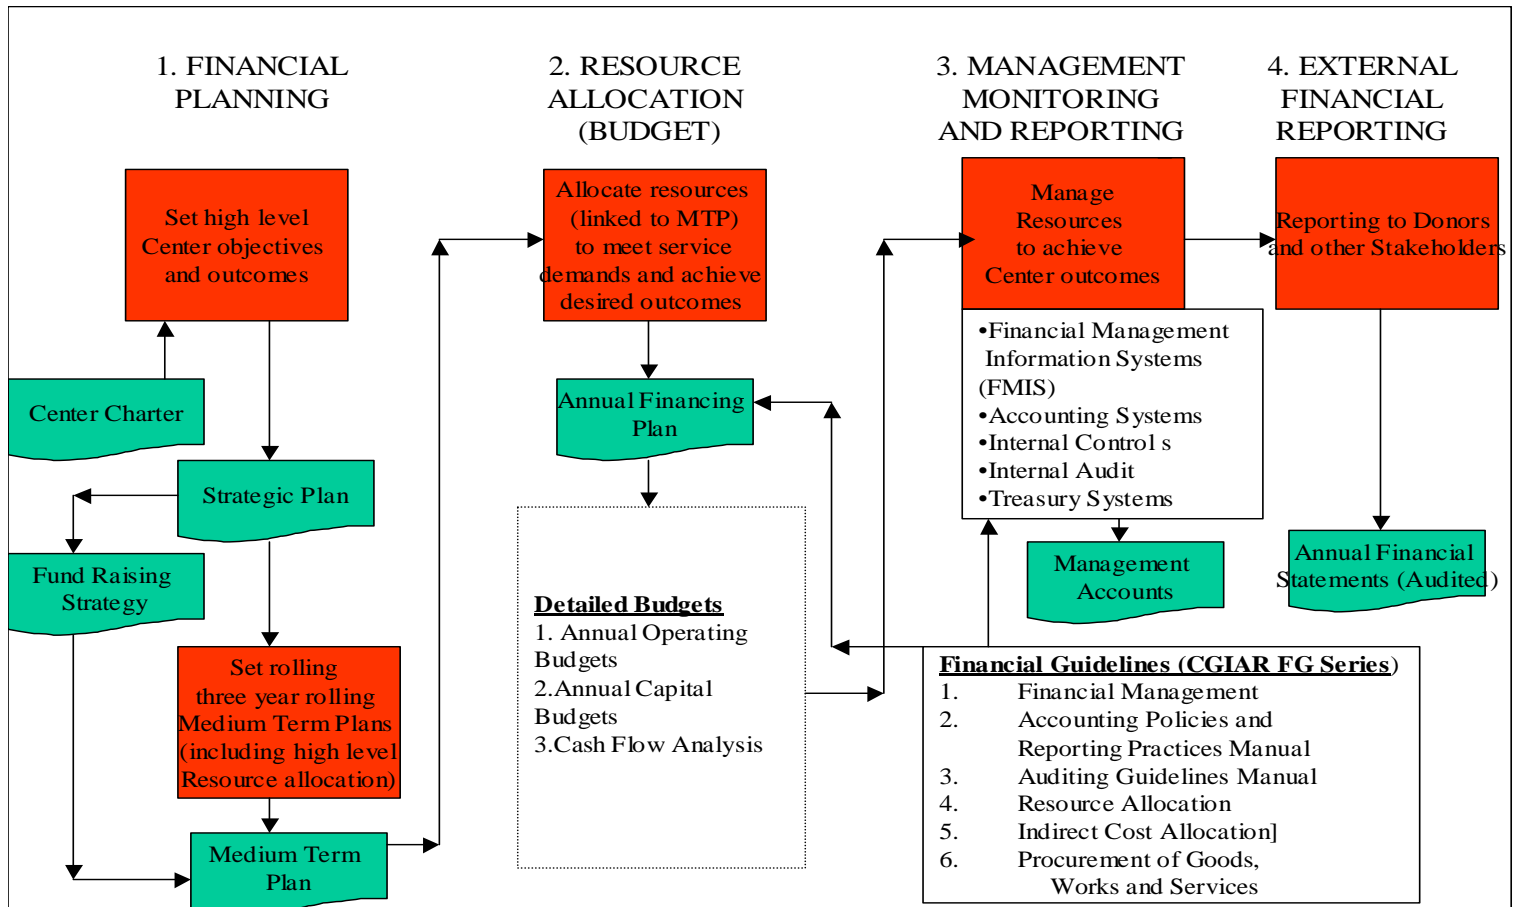 1. FINANCIAL
PLANNING
2. RESOURCE
ALLOCATION
(BUDGET)
3. MANAGEMENT
MONITORING
AND REPORTING
4. EXTERNAL
FINANCIAL
REPORTING
Set high level
Center objectives
and outcomes
Center Charter
Strategic Plan
Fund Raising
Strategy
Set rolling
three year rolling
Medium Term Plans
(including high level
Resource allocation)
Medium Term
Plan
Allocate resources
(linked to MTP)
to meet service
demands and achieve
desired outcomes
Annual Financing
Plan
Detailed Budgets
1. Annual Operating
Budgets
2.Annual Capital
Budgets
3.Cash Flow Analysis
Manage
Resources
to achieve
Center outcomes
•Financial Management
Information Systems
(FMIS)
•Accounting Systems
•Internal Control s
•Internal Audit
•Treasury Systems
Management
Accounts
Reporting to Donors
and other Stakeholders
Annual Financial
Statements (Audited)
Financial Guidelines (CGIAR FG Series)
1. Financial Management
2. Accounting Policies and
Reporting Practices Manual
3. Auditing Guidelines Manual
4. Resource Allocation
5. Indirect Cost Allocation]
6. Procurement of Goods,
Works and Services